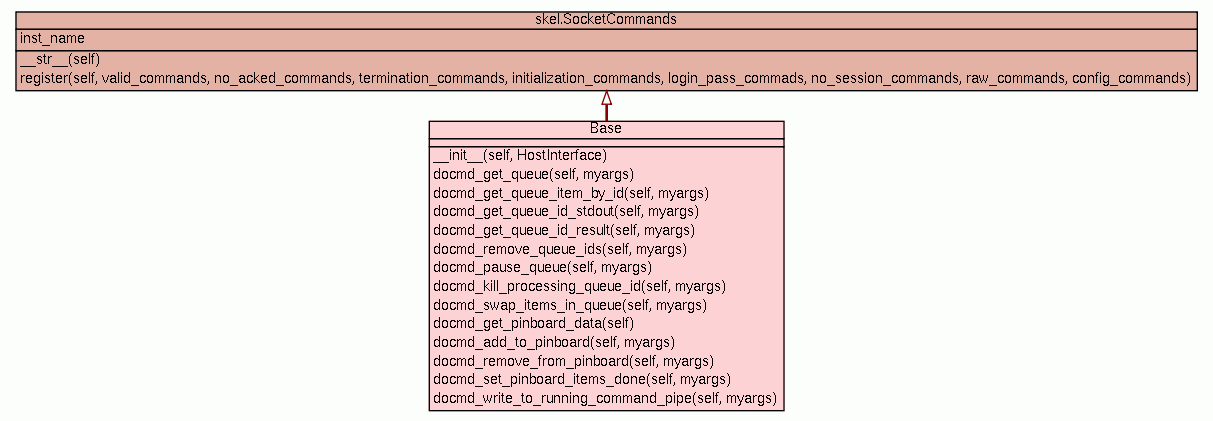 skel.SocketCommands
inst_name
__str__(self)
register(self, valid_commands, no_acked_commands, termination_commands, initialization_commands, login_pass_commads, no_session_commands, raw_commands, config_commands)
Base
__init__(self, HostInterface)
docmd_get_queue(self, myargs)
docmd_get_queue_item_by_id(self, myargs)
docmd_get_queue_id_stdout(self, myargs)
docmd_get_queue_id_result(self, myargs)
docmd_remove_queue_ids(self, myargs)
docmd_pause_queue(self, myargs)
docmd_kill_processing_queue_id(self, myargs)
docmd_swap_items_in_queue(self, myargs)
docmd_get_pinboard_data(self)
docmd_add_to_pinboard(self, myargs)
docmd_remove_from_pinboard(self, myargs)
docmd_set_pinboard_items_done(self, myargs)
docmd_write_to_running_command_pipe(self, myargs)